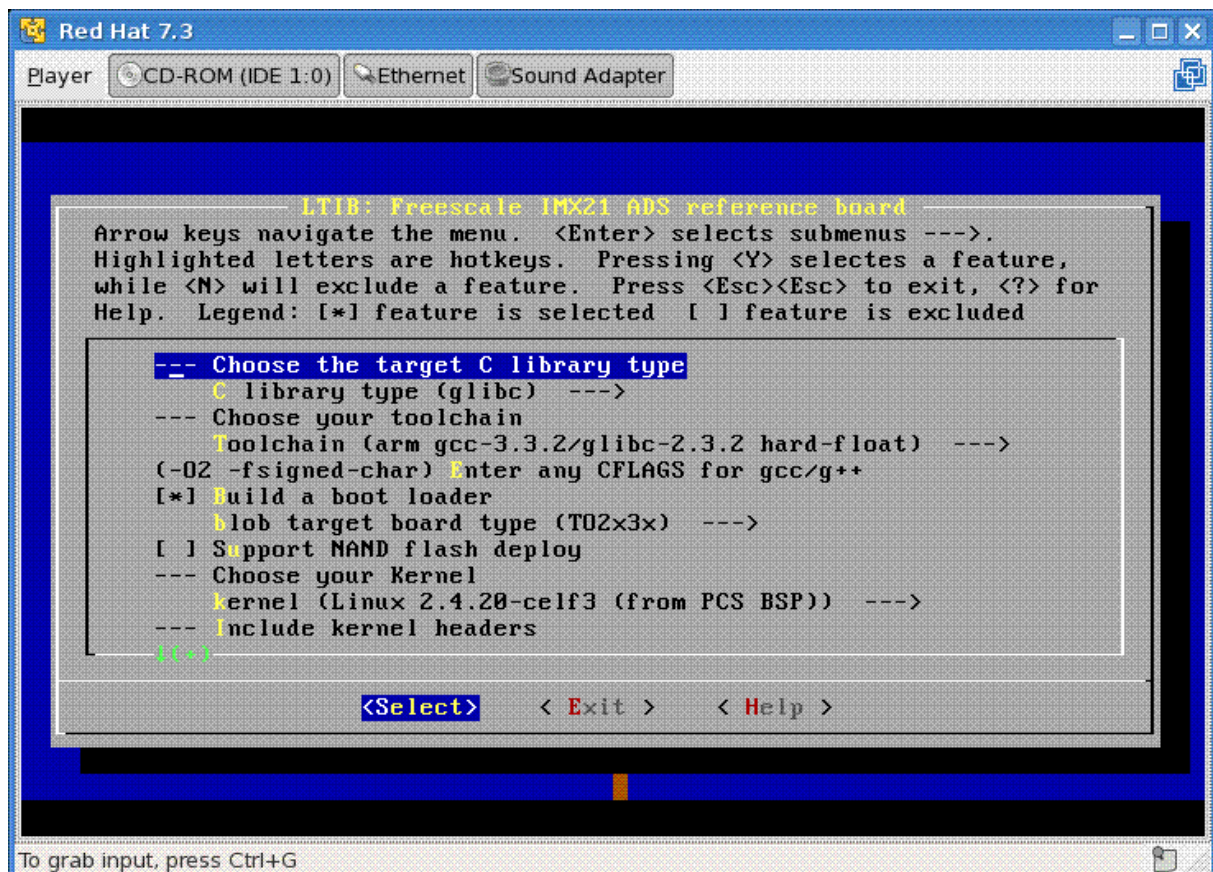 Red Hat 7.3
Player CD-ROM (IDE 1:0) Ethernet Sound Adapter
LTIB: Freescale IMX21 ADS reference board
Arrow keys navigate the menu. <Enter> selects submenus --->.
Highlighted letters are hotkeys. Pressing <Y> selectes a feature,
while <N> will exclude a feature. Press <Esc><Esc> to exit, <?> for
Help. Legend: [*] feature is selected [ ] feature is excluded
--- Choose the target C library type
C library type (glibc) --->
--- Choose your toolchain
Toolchain (arm gcc-3.3.2/glibc-2.3.2 hard-float) --->
(-O2 -fsigned-char) Enter any CFLAGS for gcc/g++
[*] Build a boot loader
blob target board type (TO2x3x) --->
[ ] Support NAND flash deploy
--- Choose your Kernel
kernel (Linux 2.4.20-celf3 (from PCS BSP)) --->
--- Include kernel headers
↓(+)
<Select> < Exit > < Help >
To grab input, press Ctrl+G